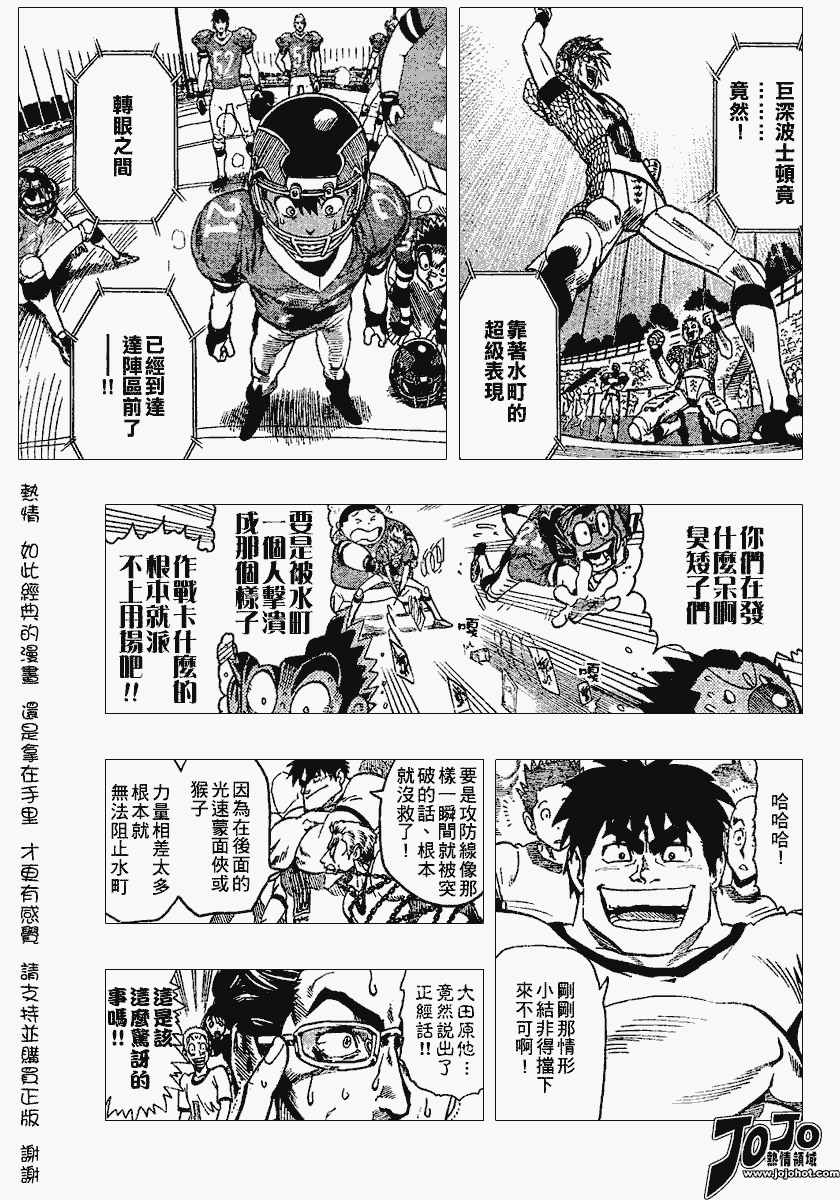 巨深波士頓竟
………
竟然！
靠著水町的
超級表現
轉眼之間
已經到達
達陣區前了
——!!
52
51
21
2
你們在發
什麼呆啊
臭矮子們
嘎
嘎
要是被水町
一個人擊潰
成那個樣子
作戰卡什麼的
根本就派
不上用場吧!!
哈哈哈！
剛剛那情形
小結非得擋下
來不可啊！
要是攻防線像那
樣一瞬間就被突
破的話、根本
就沒救了！
因為在後面的
光速蒙面俠或
猴子
力量相差太多
根本就
無法阻止水町
大田原他…
竟然說出了
正經話!!
這是該
這麼驚訝的
事嗎!!
熱情 如此經典的漫畫 還是拿在手里 才更有感覺 請支持並購買正版 謝謝
JOJO
熱情領域
www.jojohot.com